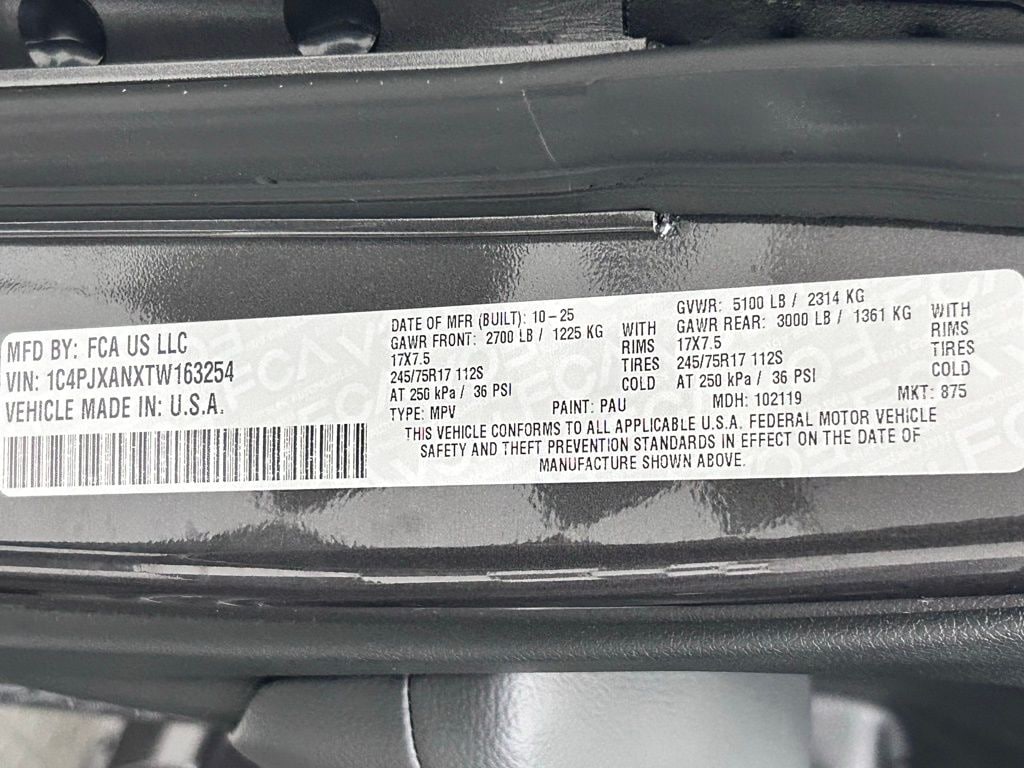 MFD BY: FCA US LLC
VIN: 1C4PJXANXTW163254
VEHICLE MADE IN: U.S.A.
DATE OF MFR (BUILT): 10-25
GAWR FRONT: 2700 LB / 1225 KG WITH
17X7.5 RIMS
245/75R17 112S TIRES
AT 250 kPa / 36 PSI COLD
GVWR: 5100 LB / 2314 KG
GAWR REAR: 3000 LB / 1361 KG WITH
17X7.5 RIMS
245/75R17 112S TIRES
AT 250 kPa / 36 PSI COLD
TYPE: MPV PAINT: PAU MDH: 102119 MKT: 875
THIS VEHICLE CONFORMS TO ALL APPLICABLE U.S.A. FEDERAL MOTOR VEHICLE
SAFETY AND THEFT PREVENTION STANDARDS IN EFFECT ON THE DATE OF
MANUFACTURE SHOWN ABOVE.